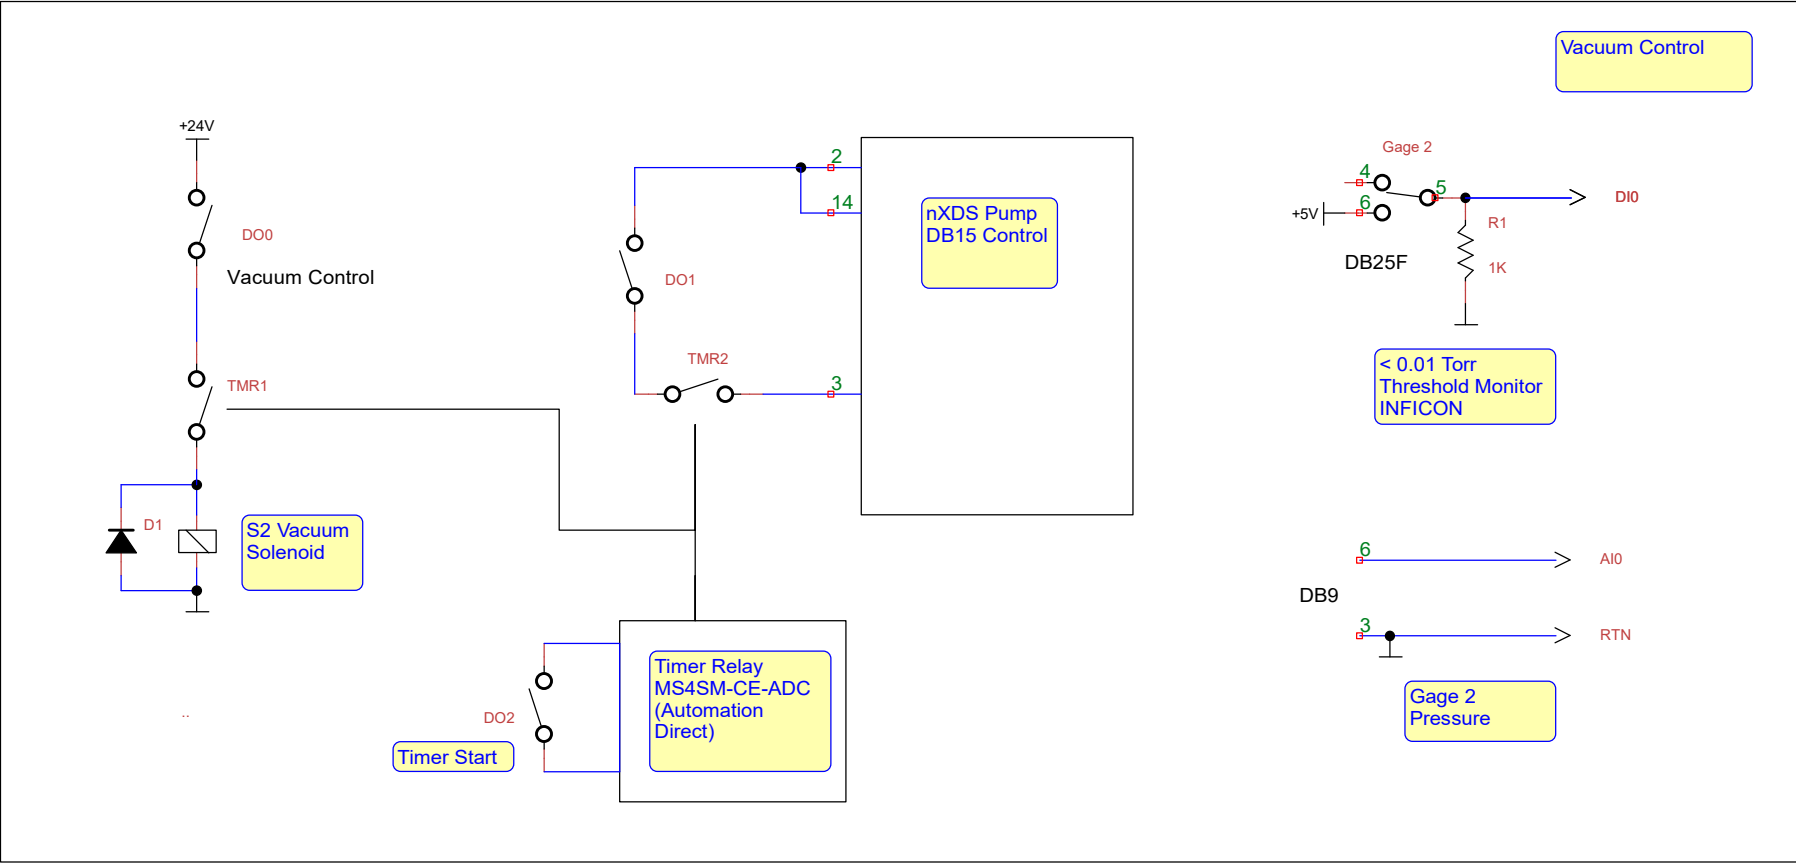 Vacuum Control
+24V
DO0
Vacuum Control
TMR1
D1
S2 Vacuum
Solenoid
..
2
14
nXDS Pump
DB15 Control
DO1
TMR2
3
Timer Relay
MS4SM-CE-ADC
(Automation
Direct)
DO2
Timer Start
Gage 2
4
5
6
+5V
DI0
R1
1K
DB25F
< 0.01 Torr
Threshold Monitor
INFICON
6
AI0
DB9
3
RTN
Gage 2
Pressure